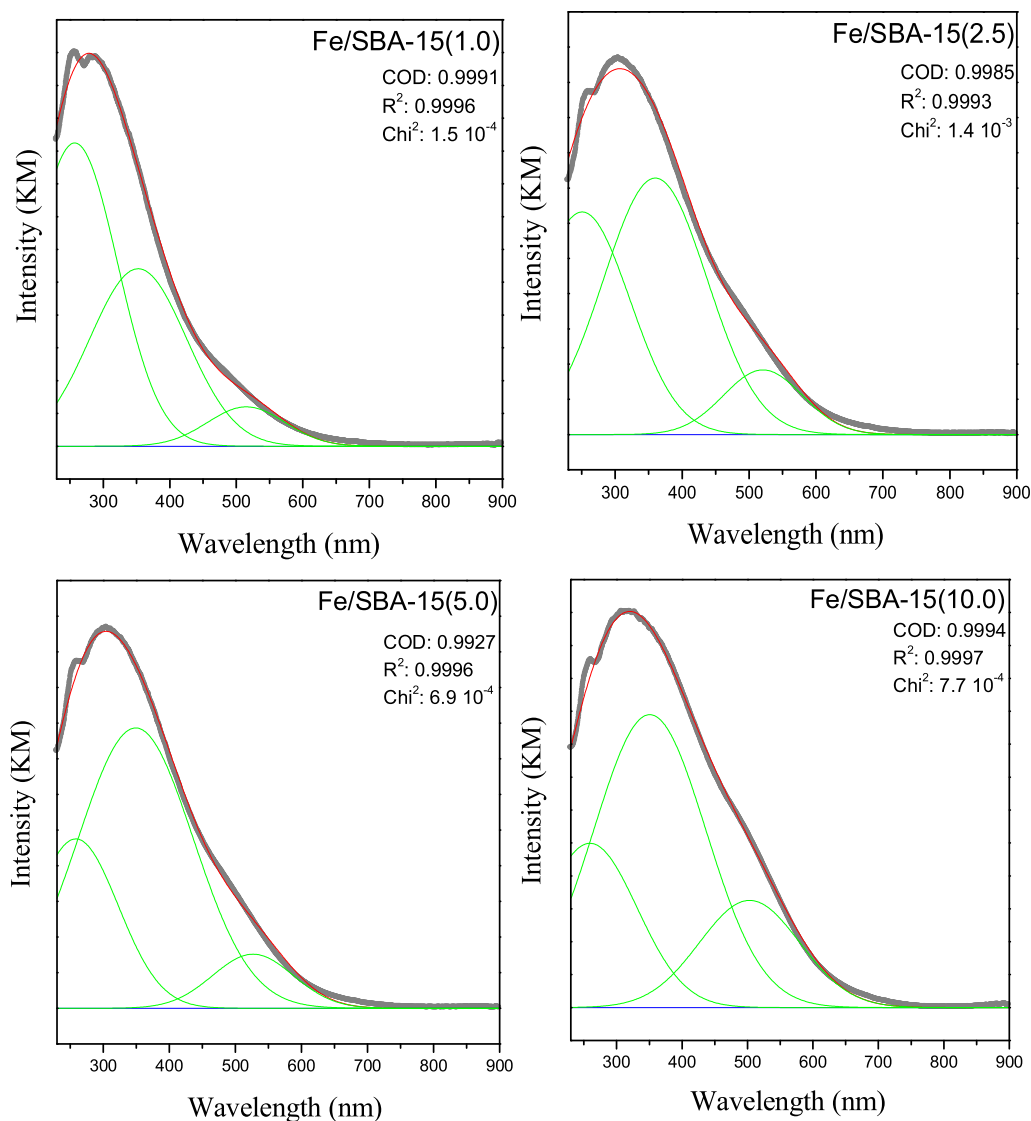 Fe/SBA-15(1.0)
COD: 0.9991
R²: 0.9996
Chi²: 1.5 10⁻⁴
Intensity (KM)
300 400 500 600 700 800 900
Wavelength (nm)
Fe/SBA-15(2.5)
COD: 0.9985
R²: 0.9993
Chi²: 1.4 10⁻³
Intensity (KM)
300 400 500 600 700 800 900
Wavelength (nm)
Fe/SBA-15(5.0)
COD: 0.9927
R²: 0.9996
Chi²: 6.9 10⁻⁴
Intensity (KM)
300 400 500 600 700 800 900
Wavelength (nm)
Fe/SBA-15(10.0)
COD: 0.9994
R²: 0.9997
Chi²: 7.7 10⁻⁴
Intensity (KM)
300 400 500 600 700 800 900
Wavelength (nm)